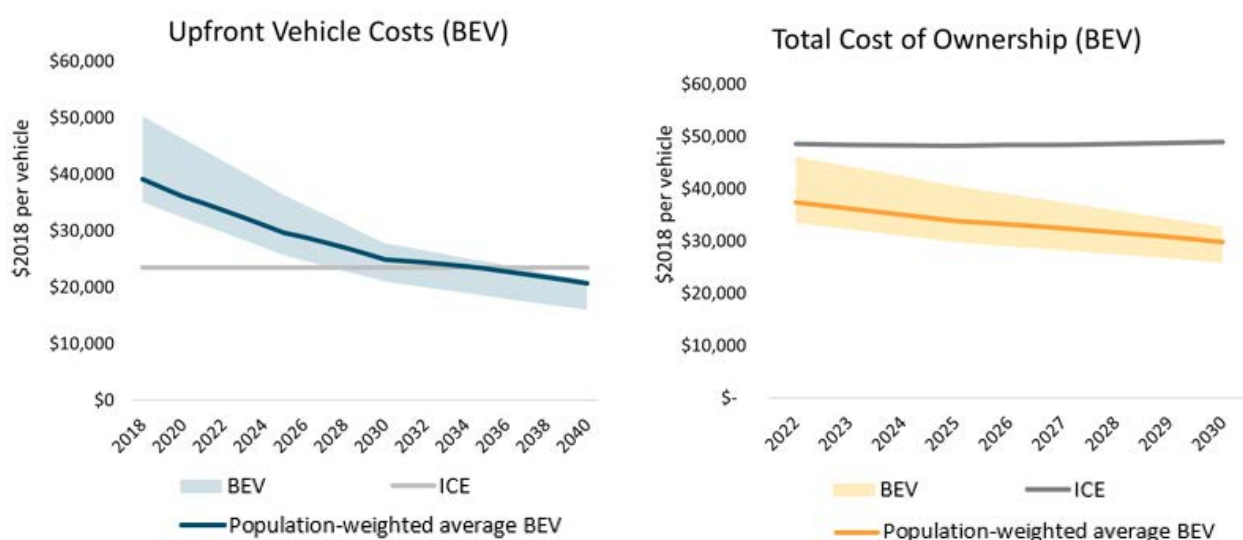 Upfront Vehicle Costs (BEV)
$2018 per vehicle
$60,000
$50,000
$40,000
$30,000
$20,000
$10,000
$0
2018 2020 2022 2024 2026 2028 2030 2032 2034 2036 2038 2040
BEV ICE
Population-weighted average BEV
Total Cost of Ownership (BEV)
$2018 per vehicle
$60,000
$50,000
$40,000
$30,000
$20,000
$10,000
$-
2022 2023 2024 2025 2026 2027 2028 2029 2030
BEV ICE
Population-weighted average BEV